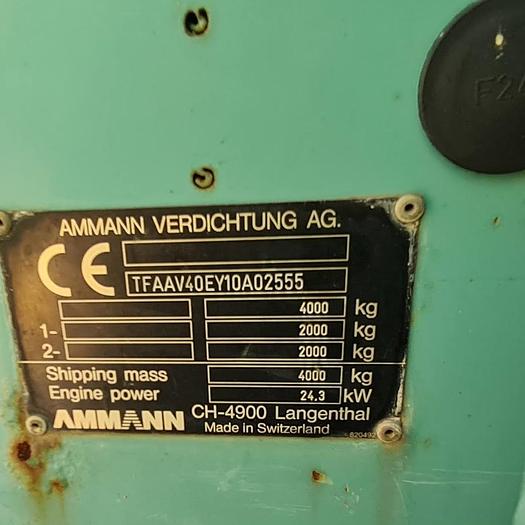 AMMANN VERDICHTUNG AG.
CE
TFAAV40EY10A02555
4000 kg
1- 2000 kg
2- 2000 kg
Shipping mass 4000 kg
Engine power 24.3 kW
AMMANN CH-4900 Langenthal
Made in Switzerland
820492